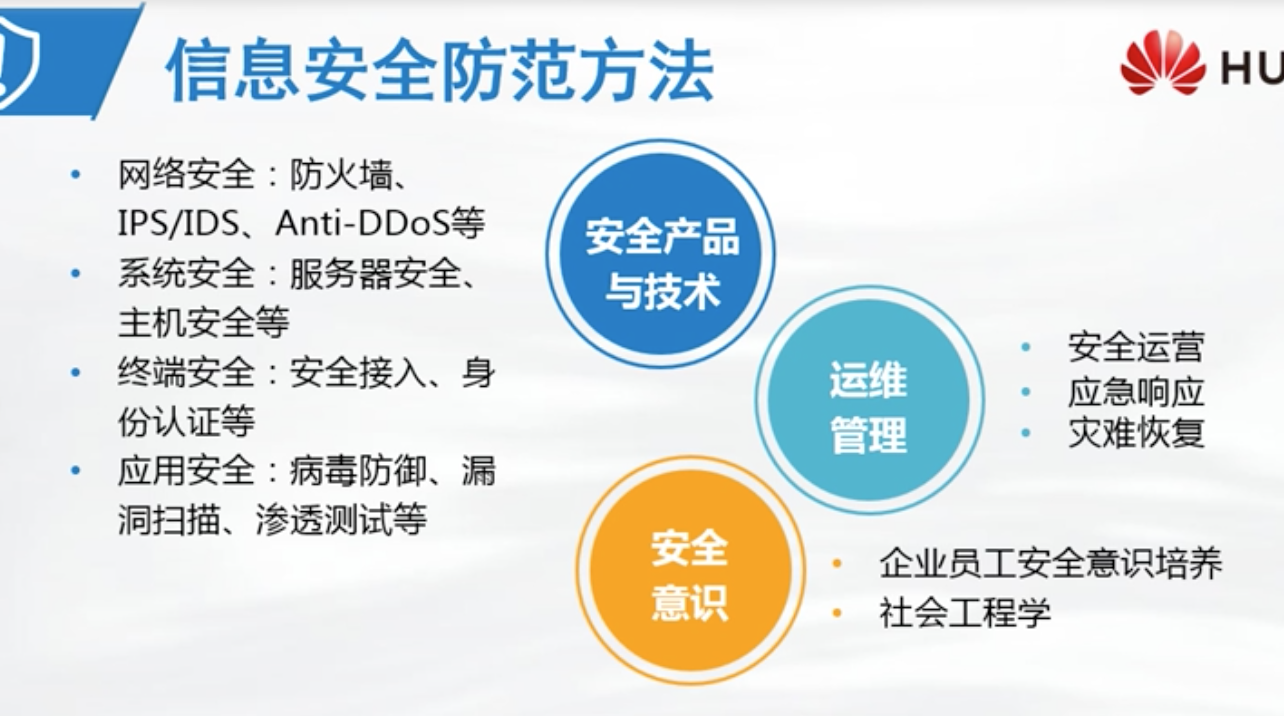 信息安全防范方法
HU
• 网络安全：防火墙、
IPS/IDS、Anti-DDoS等
• 系统安全：服务器安全、
主机安全等
• 终端安全：安全接入、身
份认证等
• 应用安全：病毒防御、漏
洞扫描、渗透测试等
安全产品
与技术
运维
管理
• 安全运营
• 应急响应
• 灾难恢复
安全
意识
• 企业员工安全意识培养
• 社会工程学